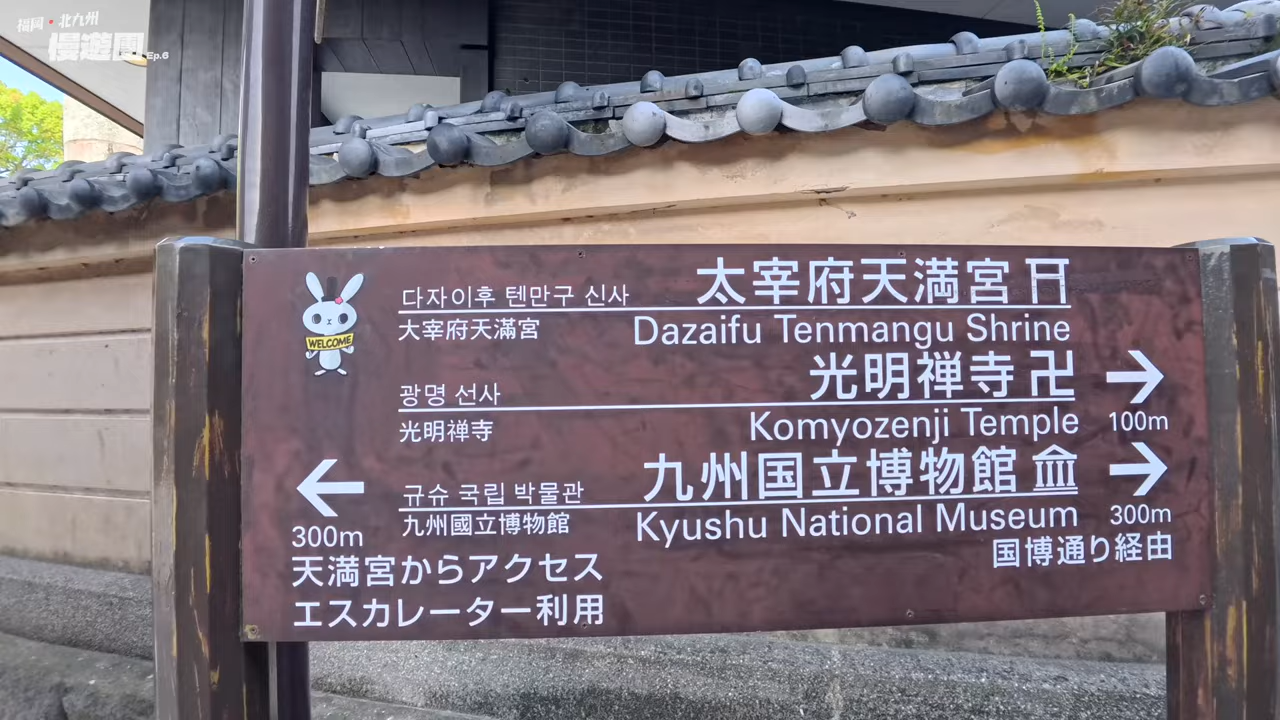 福岡・北九州
慢遊團 Ep.6
WELCOME
다자이후 텐만구 신사
太宰府天満宮
大宰府天滿宮
Dazaifu Tenmangu Shrine
광명 선사
光明禅寺 卍
光明禅寺
Komyozenji Temple
100m
규슈 국립 박물관
九州国立博物館
九州國立博物館
Kyushu National Museum
300m
300m
国博通り経由
天満宮からアクセス
エスカレーター利用